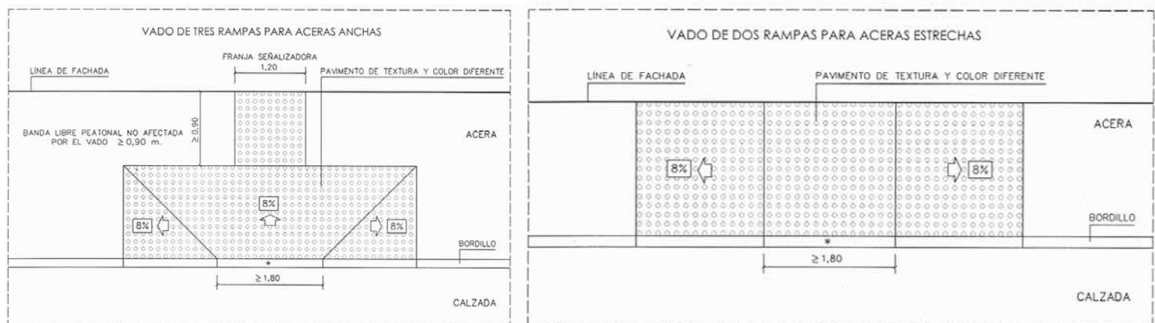 VADO DE TRES RAMPAS PARA ACERAS ANCHAS
FRANJA SEÑALIZADORA
1,20
LÍNEA DE FACHADA
PAVIMENTO DE TEXTURA Y COLOR DIFERENTE
BANDA LIBRE PEATONAL NO AFECTADA
POR EL VADO ≥ 0,90 m.
≥ 0,90
ACERA
8%
8%
8%
BORDILLO
*
≥ 1,80
CALZADA
VADO DE DOS RAMPAS PARA ACERAS ESTRECHAS
LÍNEA DE FACHADA
PAVIMENTO DE TEXTURA Y COLOR DIFERENTE
ACERA
8%
8%
BORDILLO
*
≥ 1,80
CALZADA